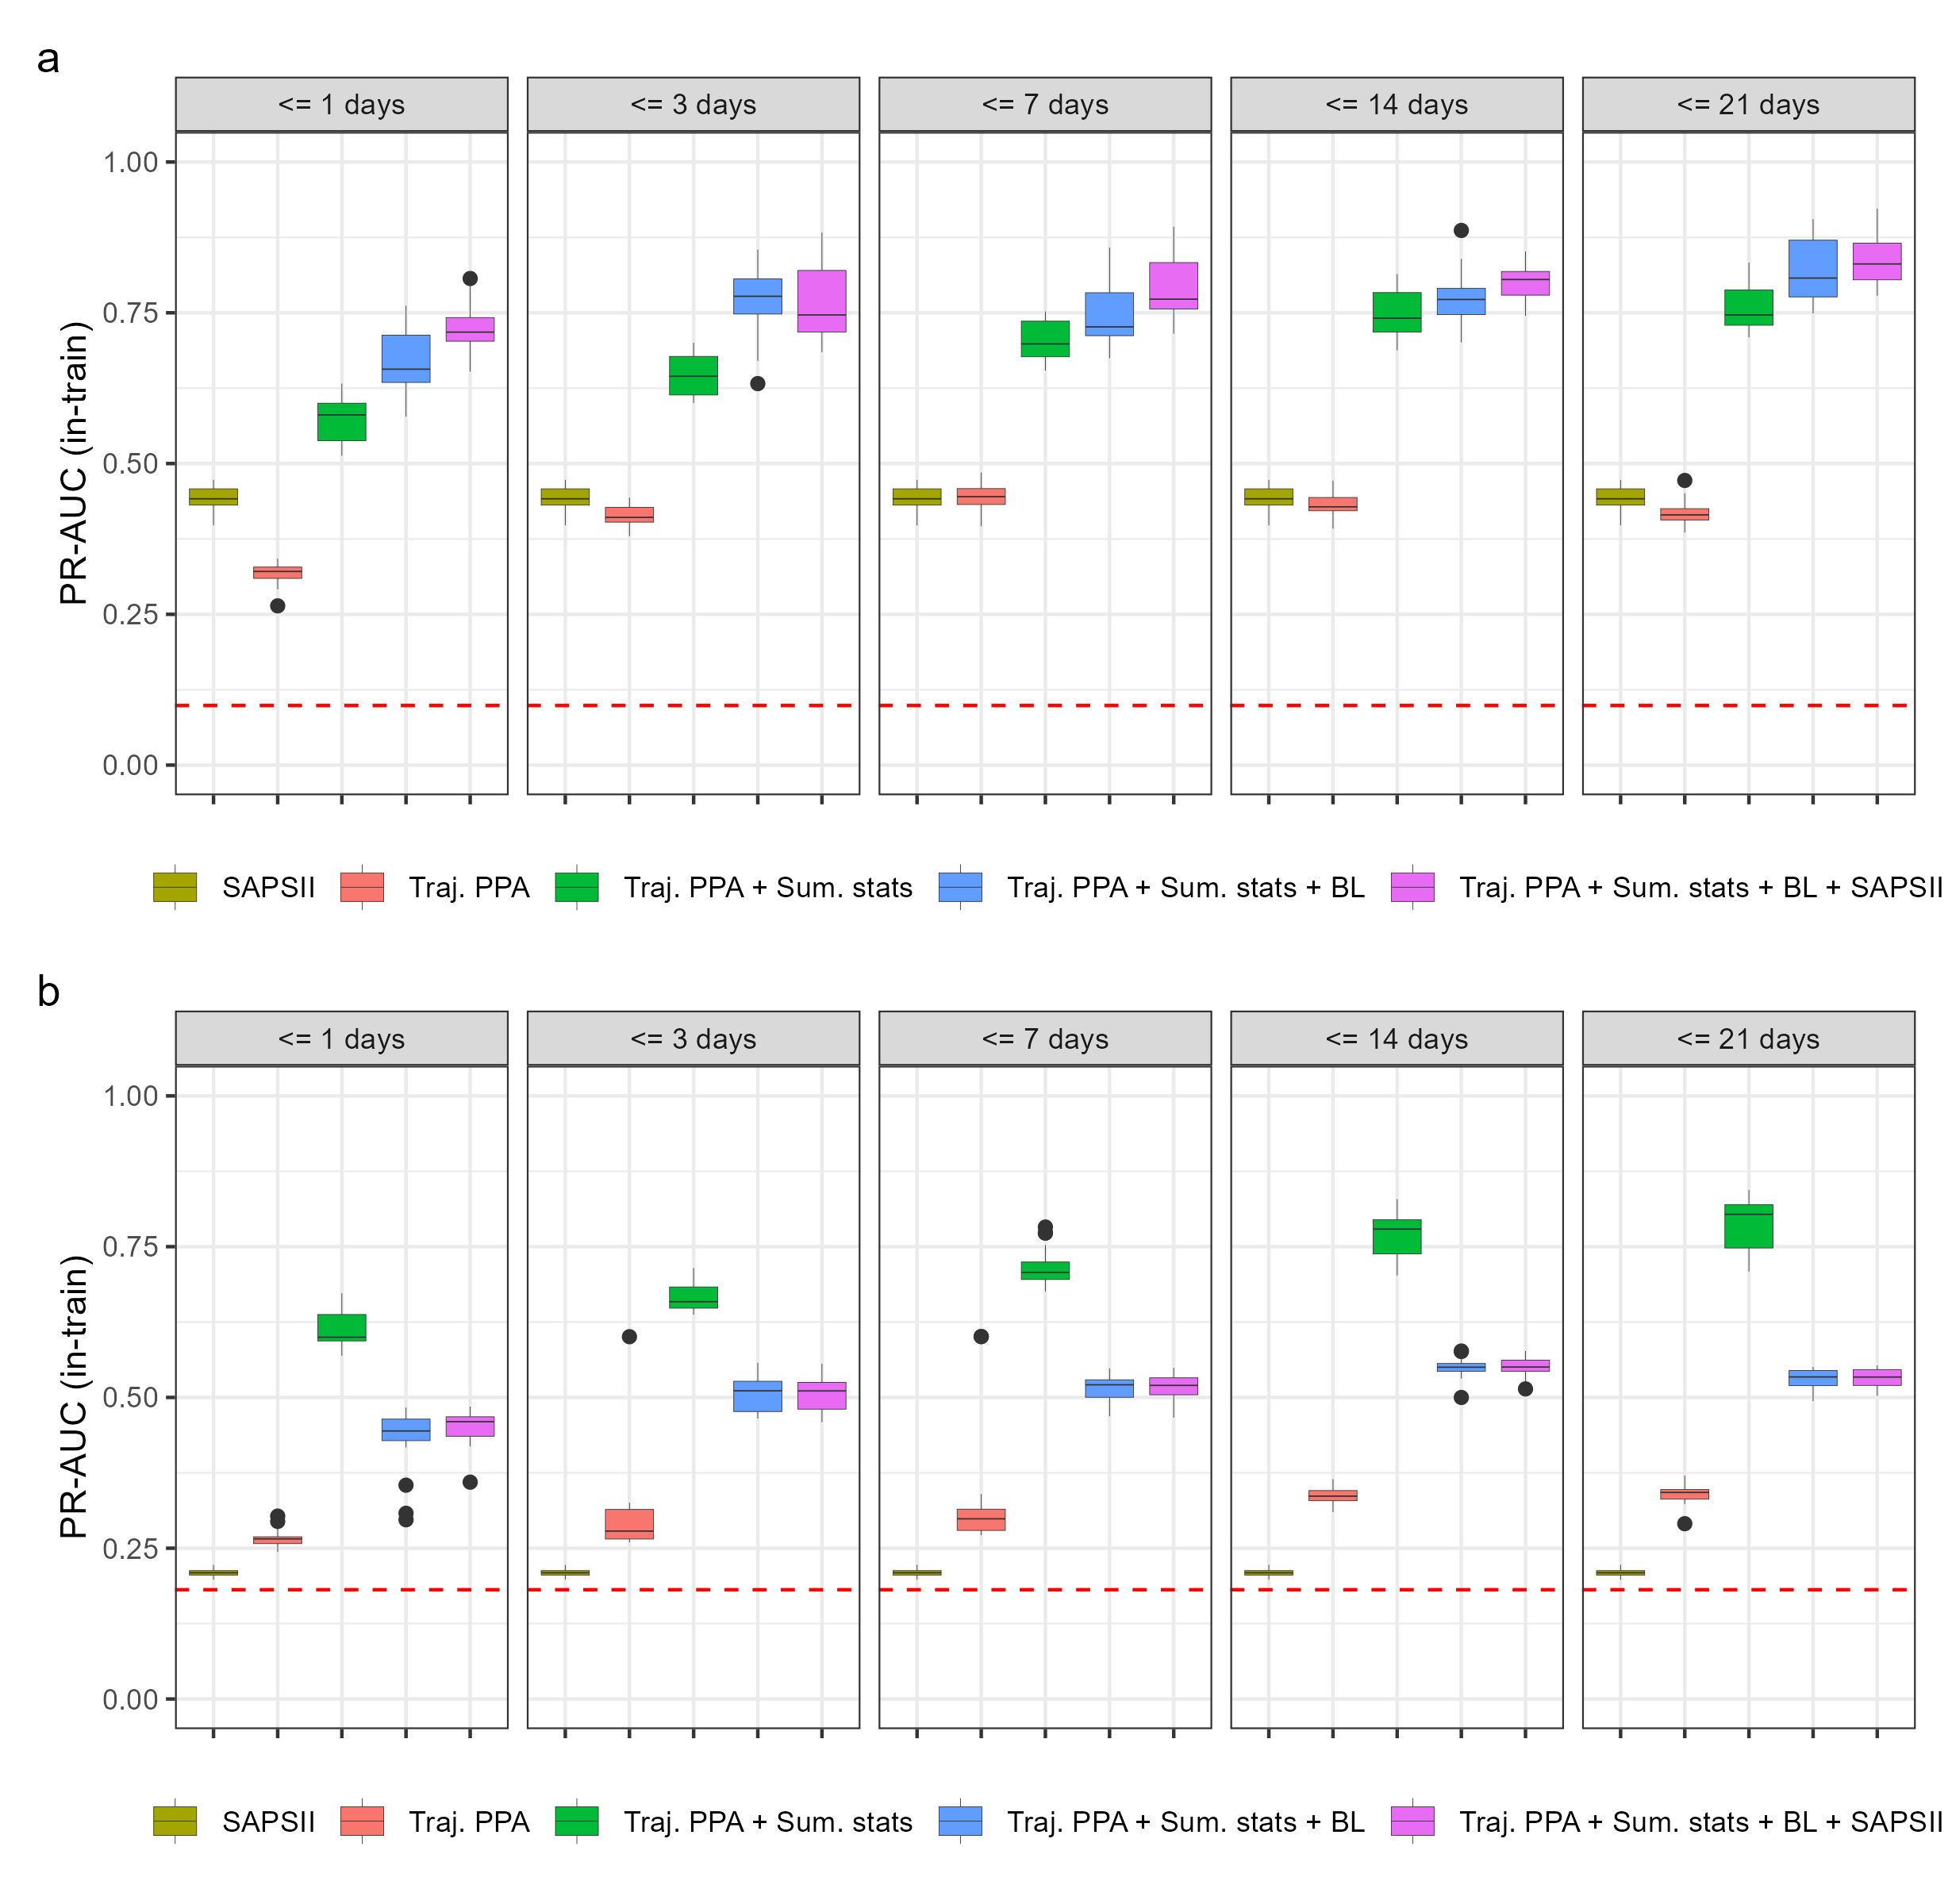 a
<= 1 days <= 3 days <= 7 days <= 14 days <= 21 days
PR-AUC (in-train)
1.00
0.75
0.50
0.25
0.00
SAPSII Traj. PPA Traj. PPA + Sum. stats Traj. PPA + Sum. stats + BL Traj. PPA + Sum. stats + BL + SAPSII
b
<= 1 days <= 3 days <= 7 days <= 14 days <= 21 days
PR-AUC (in-train)
1.00
0.75
0.50
0.25
0.00
SAPSII Traj. PPA Traj. PPA + Sum. stats Traj. PPA + Sum. stats + BL Traj. PPA + Sum. stats + BL + SAPSII